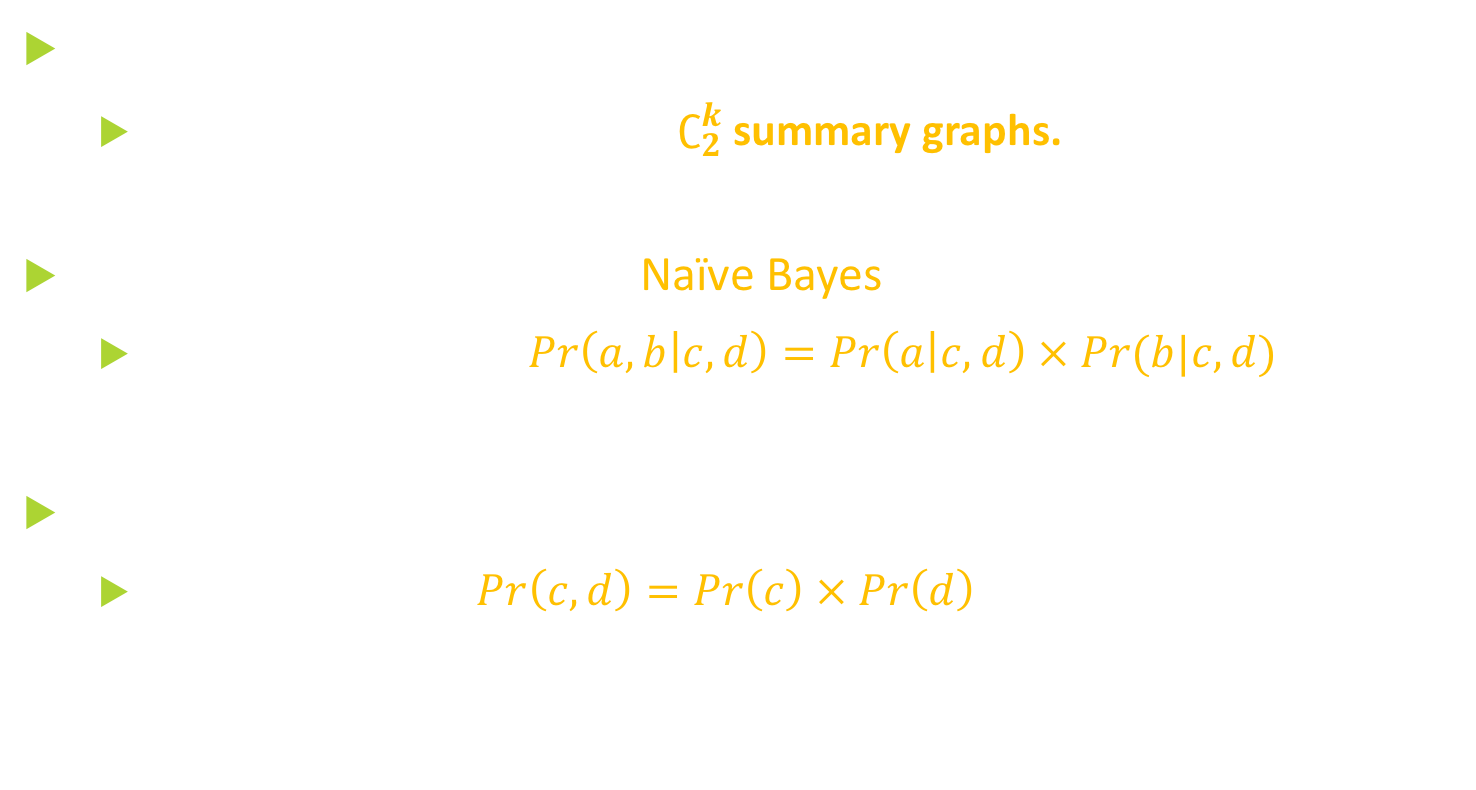 C₂ᵏ summary graphs.
Naïve Bayes
Pr(a, b|c, d) = Pr(a|c, d) × Pr(b|c, d)
Pr(c, d) = Pr(c) × Pr(d)